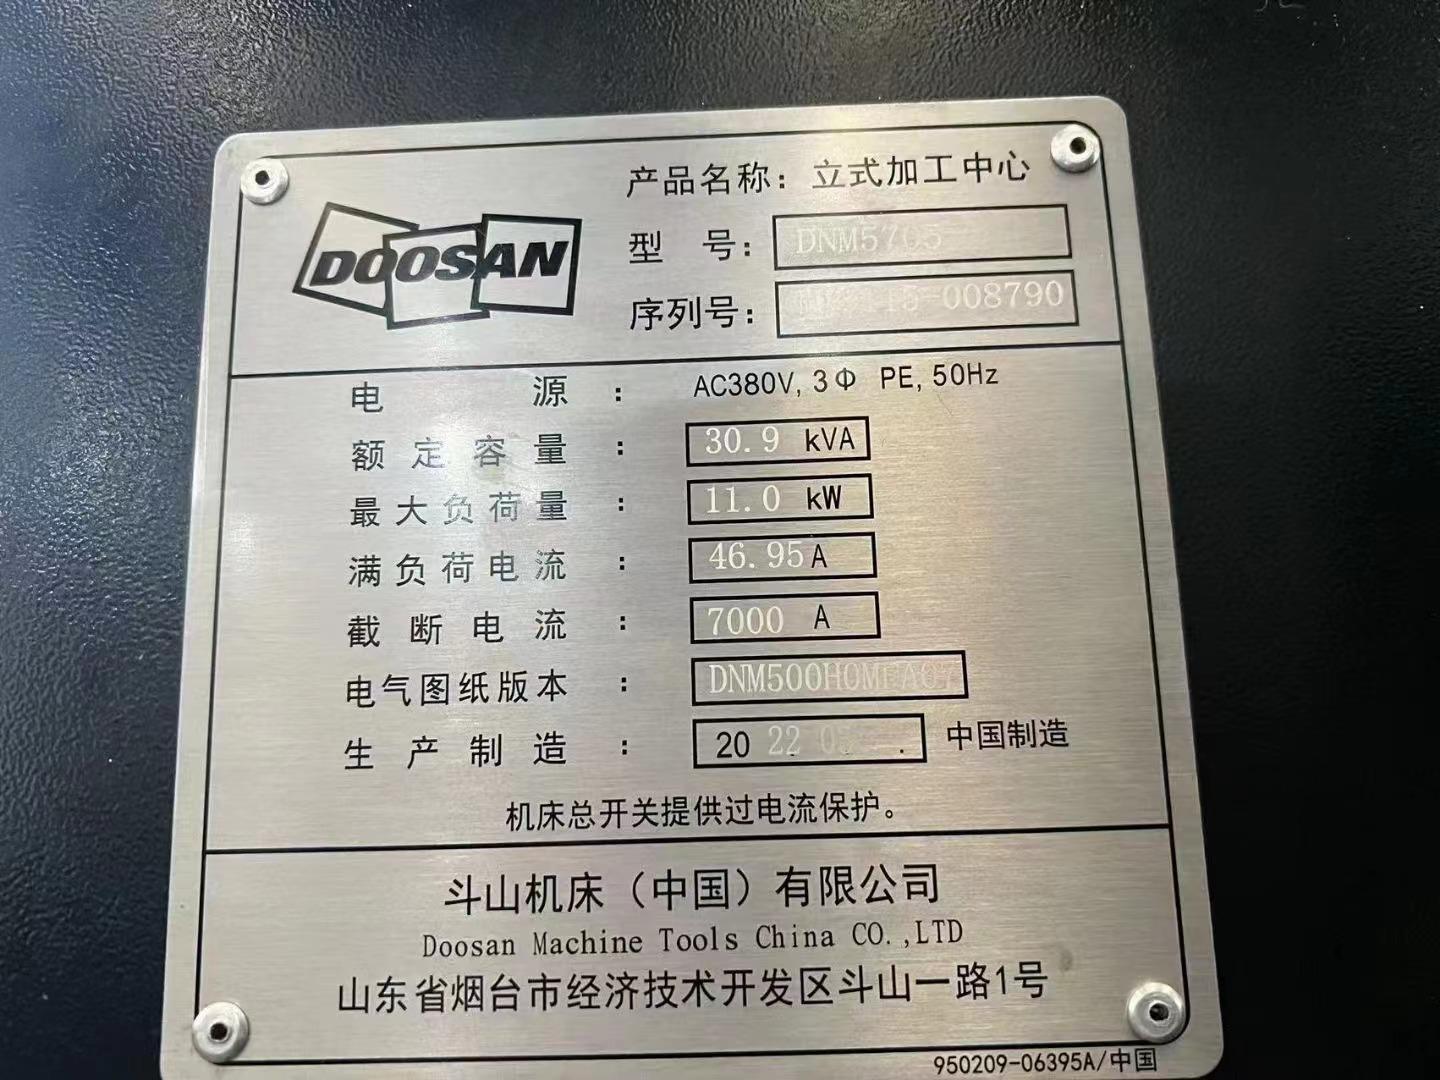 DOOSAN
产品名称：立式加工中心
型 号：
序列号： -008790
电 源 ： AC380V, 3Φ PE, 50Hz
额定容量 ： 30.9 kVA
最大负荷量 ： 11.0 kW
满负荷电流 ： 46.95 A
截断电流 ： 7000 A
电气图纸版本 ：
生产制造 ： 20 22 中国制造
机床总开关提供过电流保护。
斗山机床（中国）有限公司
Doosan Machine Tools China CO.,LTD
山东省烟台市经济技术开发区斗山一路1号
950209-06395A/中国